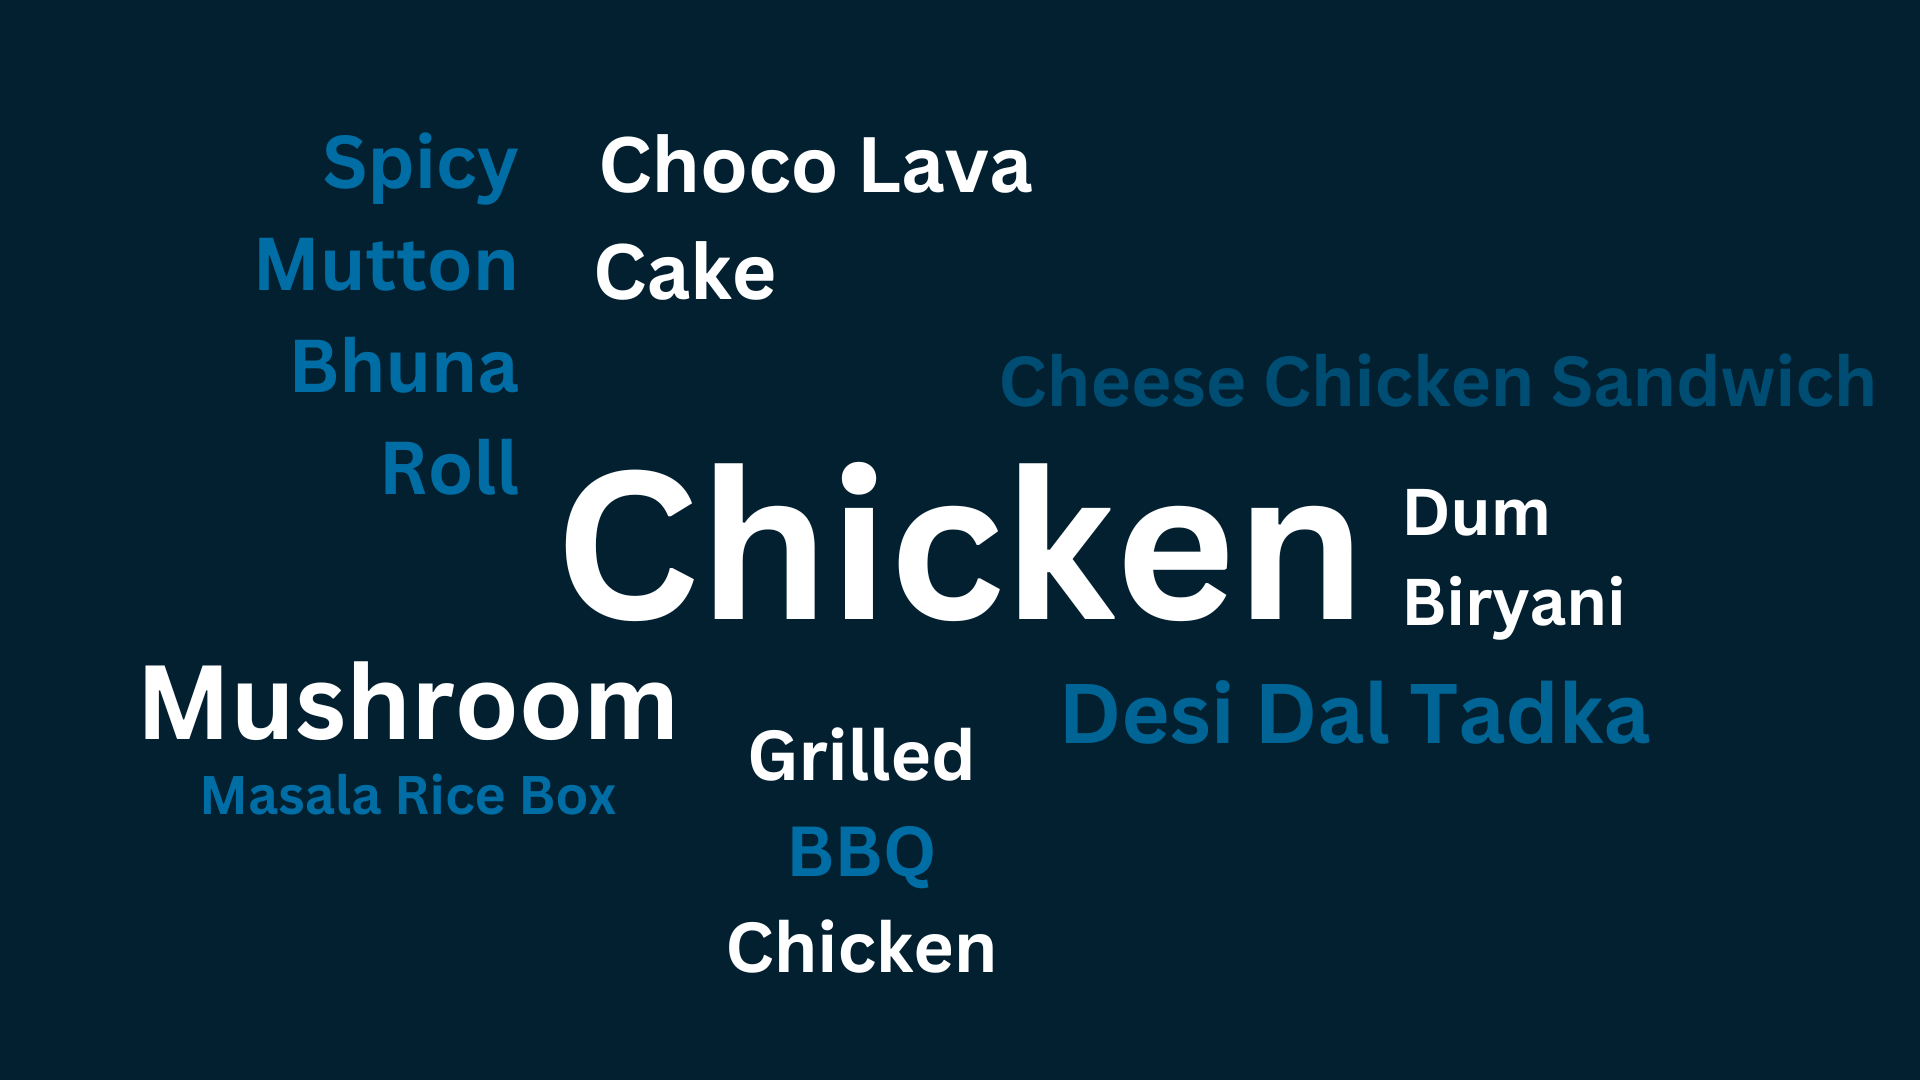 Spicy
Mutton
Bhuna
Roll
Choco Lava
Cake
Cheese Chicken Sandwich
Chicken
Dum
Biryani
Mushroom
Masala Rice Box
Grilled
BBQ
Chicken
Desi Dal Tadka